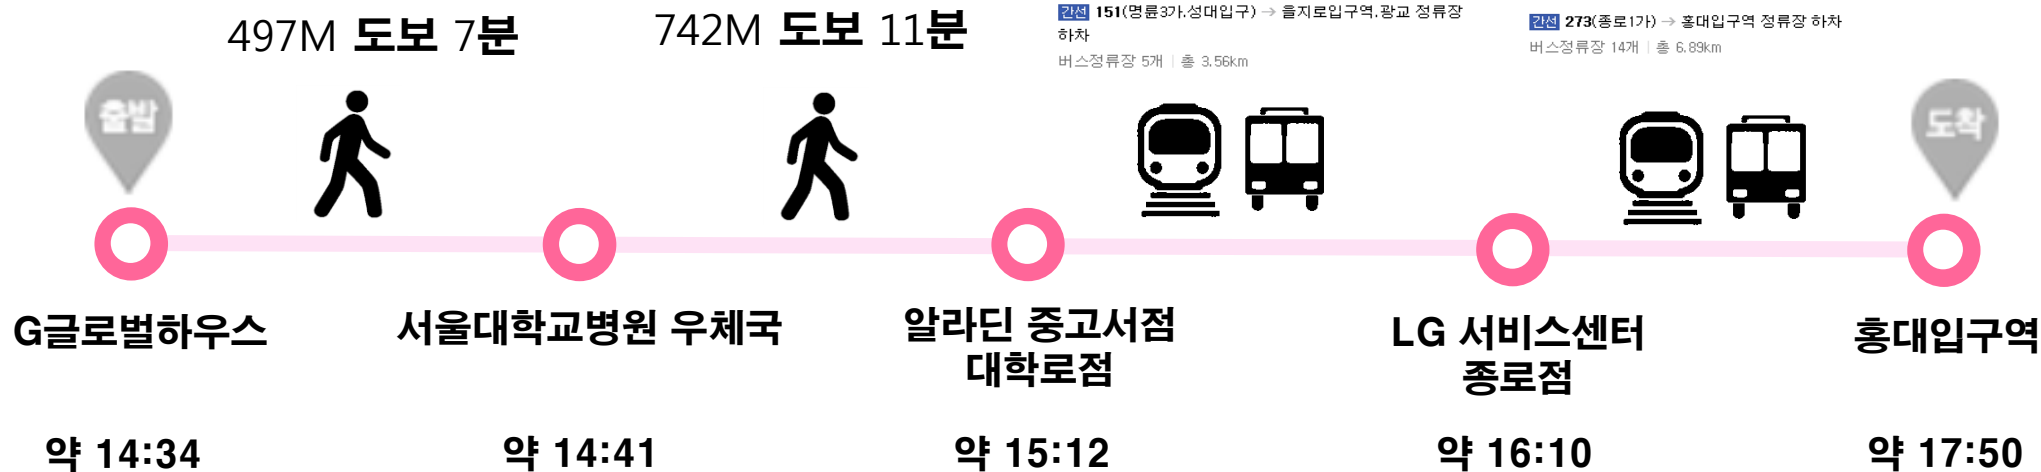 497M 도보 7분
742M 도보 11분
간선 151(명륜3가.성대입구) → 을지로입구역.광교 정류장
하차
버스정류장 5개 | 총 3.56km
간선 273(종로1가) → 홍대입구역 정류장 하차
버스정류장 14개 | 총 6.89km
출발
도착
G글로벌하우스
서울대학교병원 우체국
알라딘 중고서점
대학로점
LG 서비스센터
종로점
홍대입구역
약 14:34
약 14:41
약 15:12
약 16:10
약 17:50